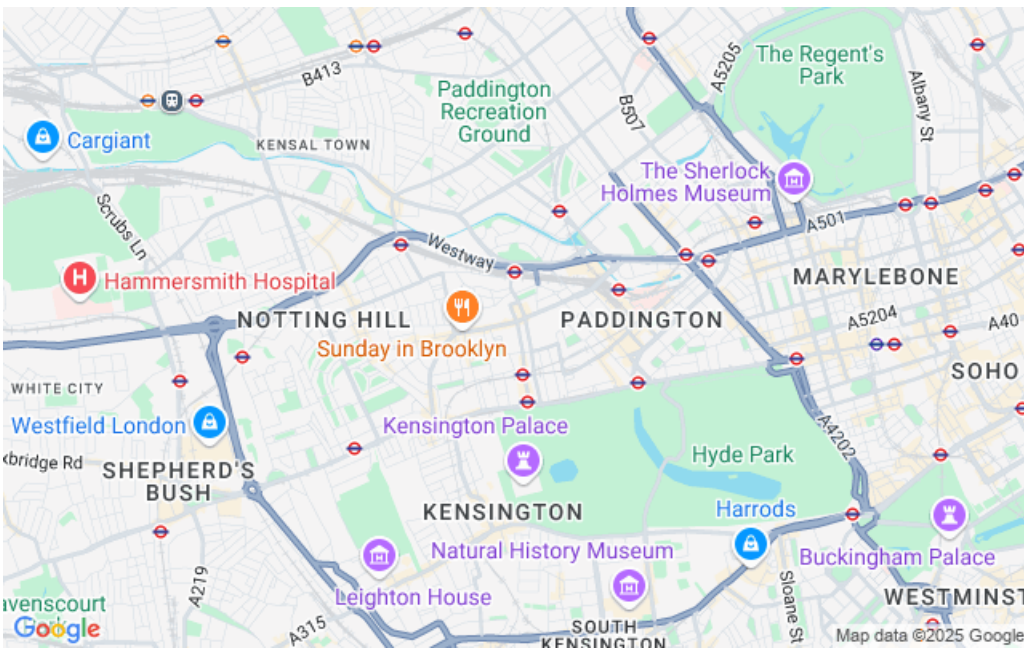 The Regent's
Park
A5205
Albany St
B413
Paddington
Recreation
Ground
B507
Cargiant
KENSAL TOWN
The Sherlock
Holmes Museum
Scrubs Ln
A501
Westway
Hammersmith Hospital
MARYLEBONE
NOTTING HILL
PADDINGTON
A5204
A40
Sunday in Brooklyn
SOHO
WHITE CITY
Westfield London
Kensington Palace
A4202
kbridge Rd
SHEPHERD'S
BUSH
Hyde Park
KENSINGTON
Harrods
Natural History Museum
Buckingham Palace
A219
Leighton House
Sloane St
WESTMINST
avenscourt
Google
A315
SOUTH
KENSINGTON
Map data ©2025 Google